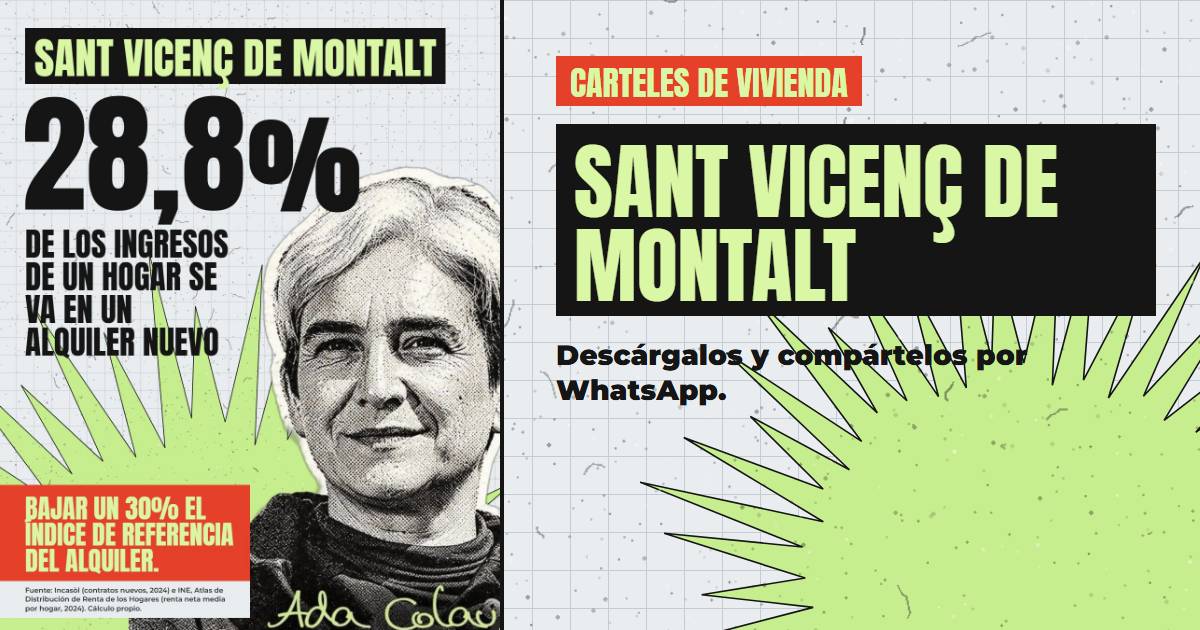 SANT VICENÇ DE MONTALT
28,8%
DE LOS INGRESOS
DE UN HOGAR SE
VA EN UN
ALQUILER NUEVO
BAJAR UN 30% EL
ÍNDICE DE REFERENCIA
DEL ALQUILER.
Fuente: Incasòl (contratos nuevos, 2024) e INE, Atlas de
Distribución de Renta de los Hogares (renta neta media
por hogar, 2024). Cálculo propio.
Ada Colau
CARTELES DE VIVIENDA
SANT VICENÇ DE
MONTALT
Descárgalos y compártelos por
WhatsApp.